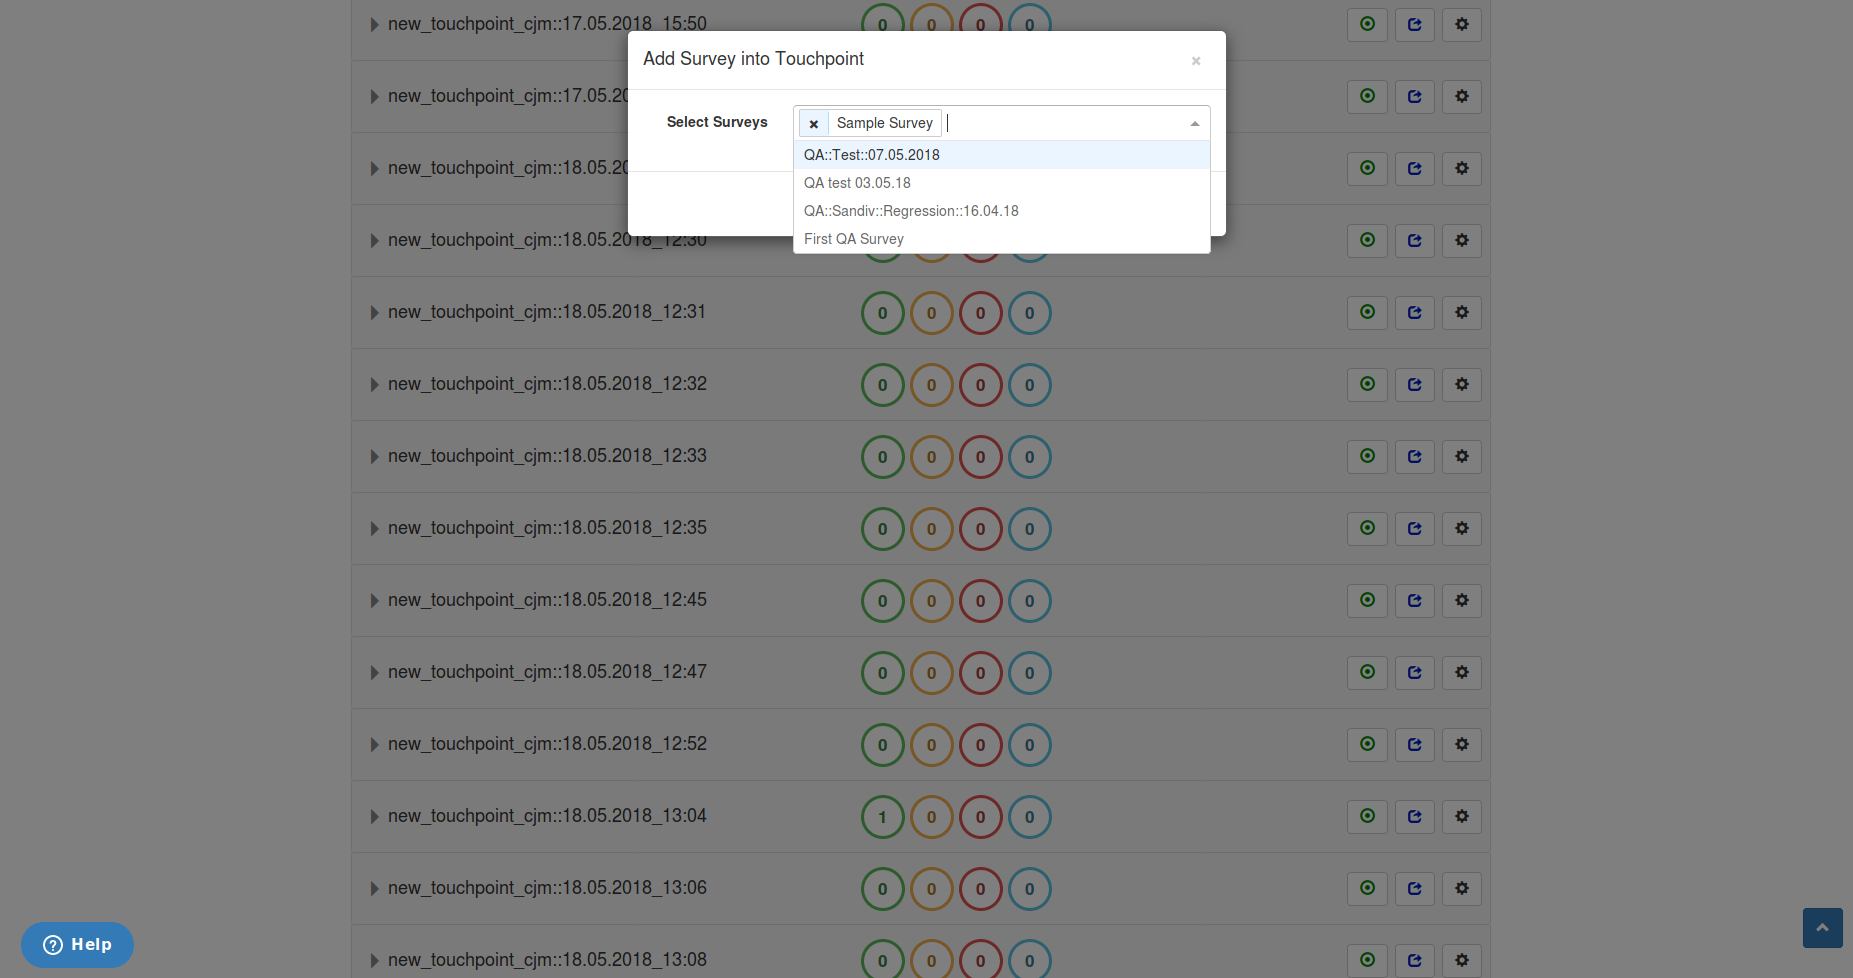 new_touchpoint_cjm::17.05.2018_15:50 0 0 0 0
Add Survey into Touchpoint ×
new_touchpoint_cjm::17.05.20
Select Surveys × Sample Survey
QA::Test::07.05.2018
new_touchpoint_cjm::18.05.20
QA test 03.05.18
QA::Sandiv::Regression::16.04.18
First QA Survey
new_touchpoint_cjm::18.05.2018_12:30
new_touchpoint_cjm::18.05.2018_12:31 0 0 0 0
new_touchpoint_cjm::18.05.2018_12:32 0 0 0 0
new_touchpoint_cjm::18.05.2018_12:33 0 0 0 0
new_touchpoint_cjm::18.05.2018_12:35 0 0 0 0
new_touchpoint_cjm::18.05.2018_12:45 0 0 0 0
new_touchpoint_cjm::18.05.2018_12:47 0 0 0 0
new_touchpoint_cjm::18.05.2018_12:52 0 0 0 0
new_touchpoint_cjm::18.05.2018_13:04 1 0 0 0
new_touchpoint_cjm::18.05.2018_13:06 0 0 0 0
Help
new_touchpoint_cjm::18.05.2018_13:08 0 0 0 0